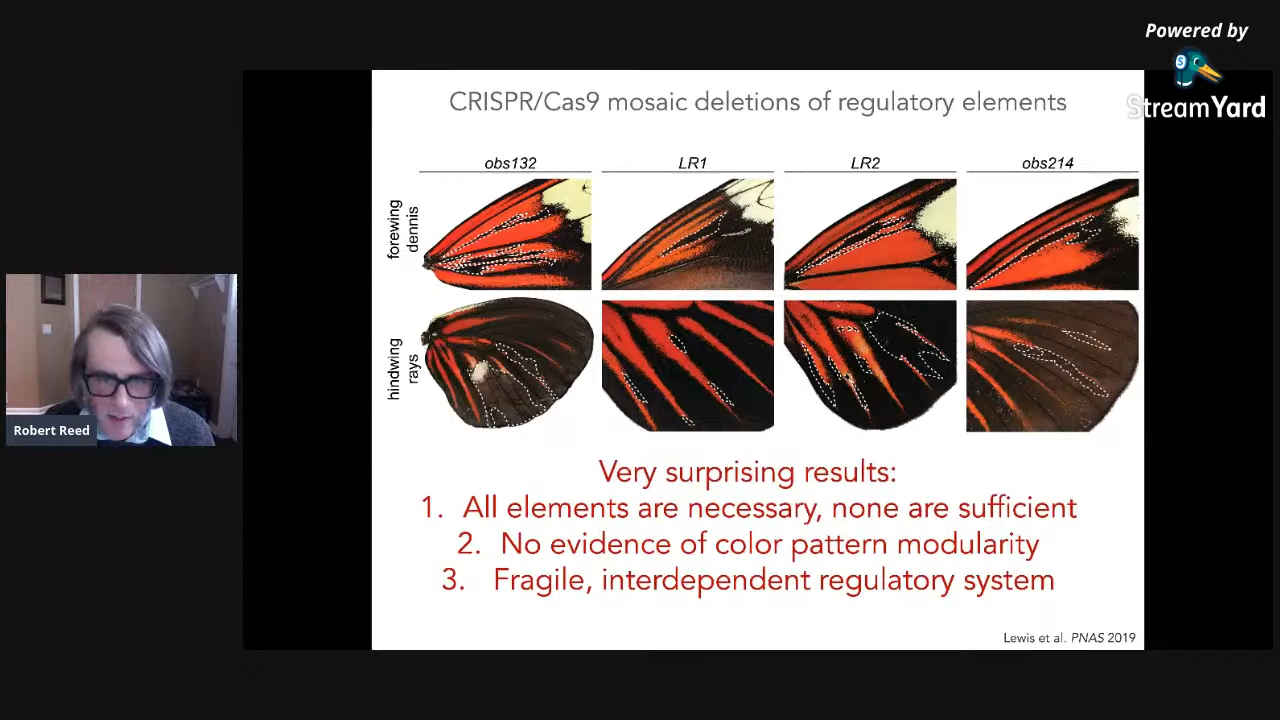 Powered by
StreamYard
CRISPR/Cas9 mosaic deletions of regulatory elements
obs132
LR1
LR2
obs214
forewing
dennis
hindwing
rays
Robert Reed
Very surprising results:
1. All elements are necessary, none are sufficient
2. No evidence of color pattern modularity
3. Fragile, interdependent regulatory system
Lewis et al. PNAS 2019